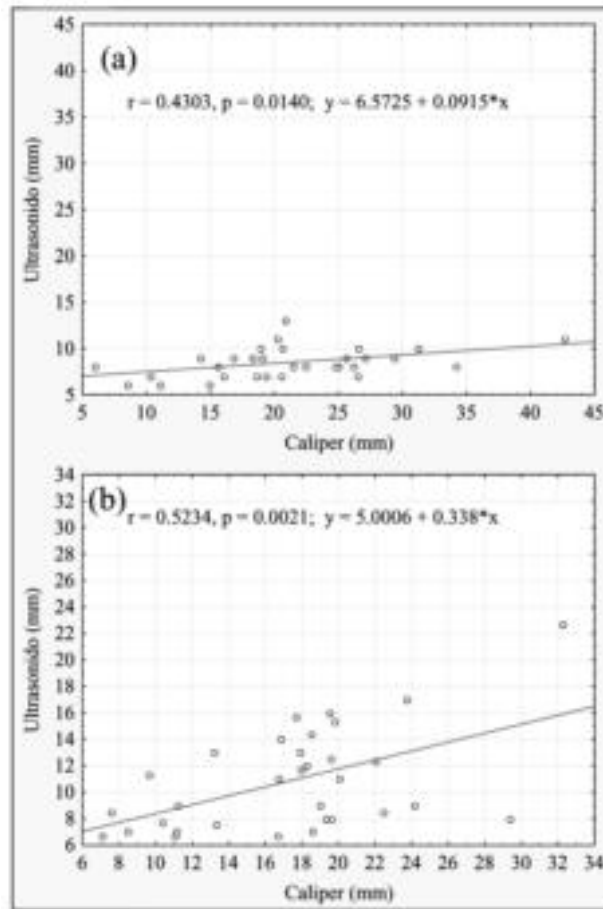 (a)
r = 0.4303, p = 0.0140; y = 6.5725 + 0.0915*x
Ultrasonido (mm)
45
40
35
30
25
20
15
10
5
5 10 15 20 25 30 35 40 45
Caliper (mm)
(b)
r = 0.5234, p = 0.0021; y = 5.0006 + 0.338*x
Ultrasonido (mm)
34
32
30
28
26
24
22
20
18
16
14
12
10
8
6
6 8 10 12 14 16 18 20 22 24 26 28 30 32 34
Caliper (mm)